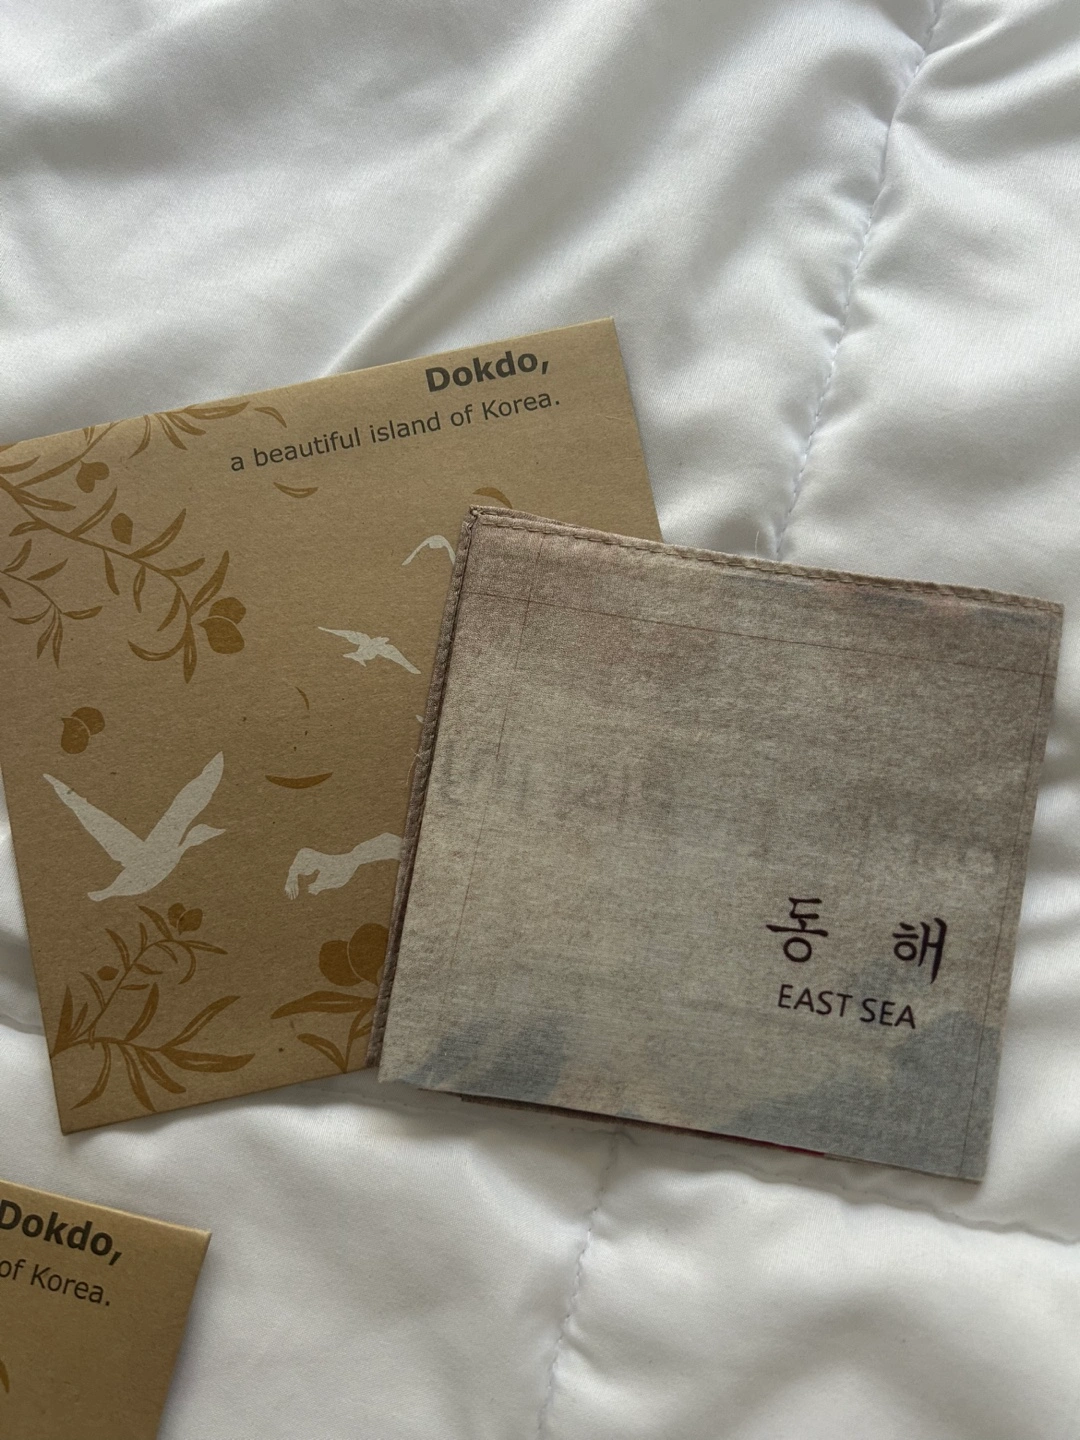 Dokdo,
a beautiful island of Korea.
동 해
EAST SEA
Dokdo,
of Korea.